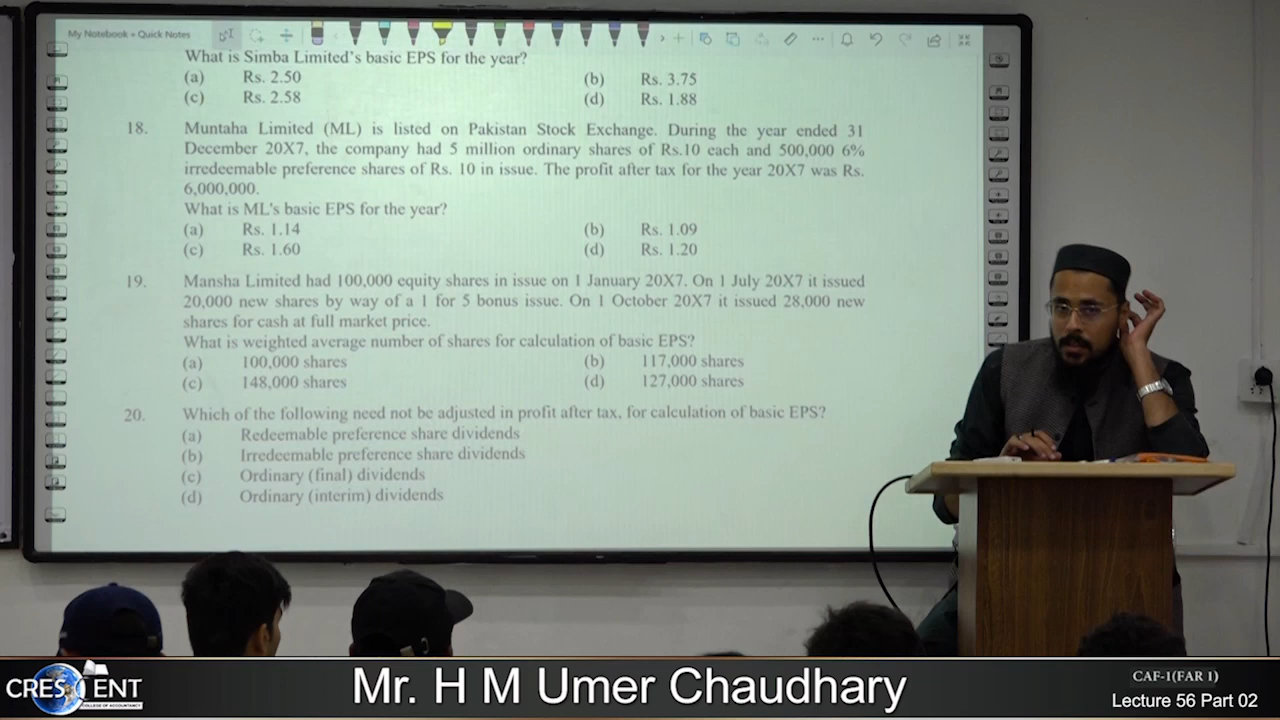 My Notebook » Quick Notes
What is Simba Limited's basic EPS for the year?
(a) Rs. 2.50 (b) Rs. 3.75
(c) Rs. 2.58 (d) Rs. 1.88
18. Muntaha Limited (ML) is listed on Pakistan Stock Exchange. During the year ended 31
December 20X7, the company had 5 million ordinary shares of Rs.10 each and 500,000 6%
irredeemable preference shares of Rs. 10 in issue. The profit after tax for the year 20X7 was Rs.
6,000,000.
What is ML's basic EPS for the year?
(a) Rs. 1.14 (b) Rs. 1.09
(c) Rs. 1.60 (d) Rs. 1.20
19. Mansha Limited had 100,000 equity shares in issue on 1 January 20X7. On 1 July 20X7 it issued
20,000 new shares by way of a 1 for 5 bonus issue. On 1 October 20X7 it issued 28,000 new
shares for cash at full market price.
What is weighted average number of shares for calculation of basic EPS?
(a) 100,000 shares (b) 117,000 shares
(c) 148,000 shares (d) 127,000 shares
20. Which of the following need not be adjusted in profit after tax, for calculation of basic EPS?
(a) Redeemable preference share dividends
(b) Irredeemable preference share dividends
(c) Ordinary (final) dividends
(d) Ordinary (interim) dividends
CRESCENT
COLLEGE OF ACCOUNTANCY
Mr. H M Umer Chaudhary
CAF-1(FAR 1)
Lecture 56 Part 02